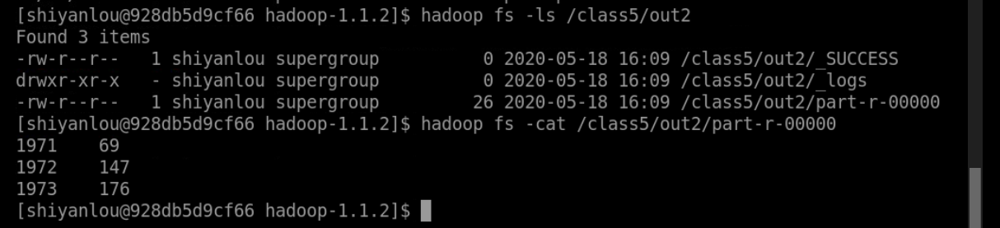 [shiyanlou@928db5d9cf66 hadoop-1.1.2]$ hadoop fs -ls /class5/out2
Found 3 items
-rw-r--r--   1 shiyanlou supergroup          0 2020-05-18 16:09 /class5/out2/_SUCCESS
drwxr-xr-x   - shiyanlou supergroup          0 2020-05-18 16:09 /class5/out2/_logs
-rw-r--r--   1 shiyanlou supergroup         26 2020-05-18 16:09 /class5/out2/part-r-00000
[shiyanlou@928db5d9cf66 hadoop-1.1.2]$ hadoop fs -cat /class5/out2/part-r-00000
1971    69
1972    147
1973    176
[shiyanlou@928db5d9cf66 hadoop-1.1.2]$